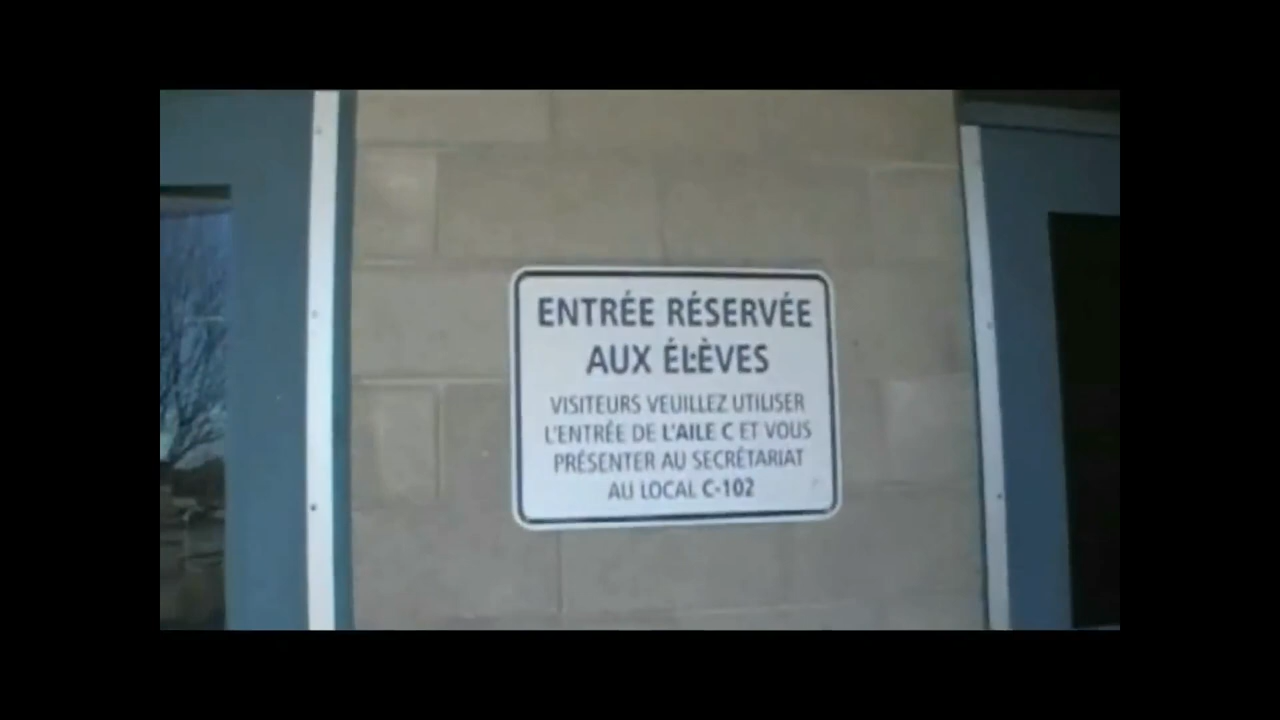 ENTRÉE RÉSERVÉE
AUX ÉLÈVES
VISITEURS VEUILLEZ UTILISER
L'ENTRÉE DE L'AILE C ET VOUS
PRÉSENTER AU SECRÉTARIAT
AU LOCAL C-102